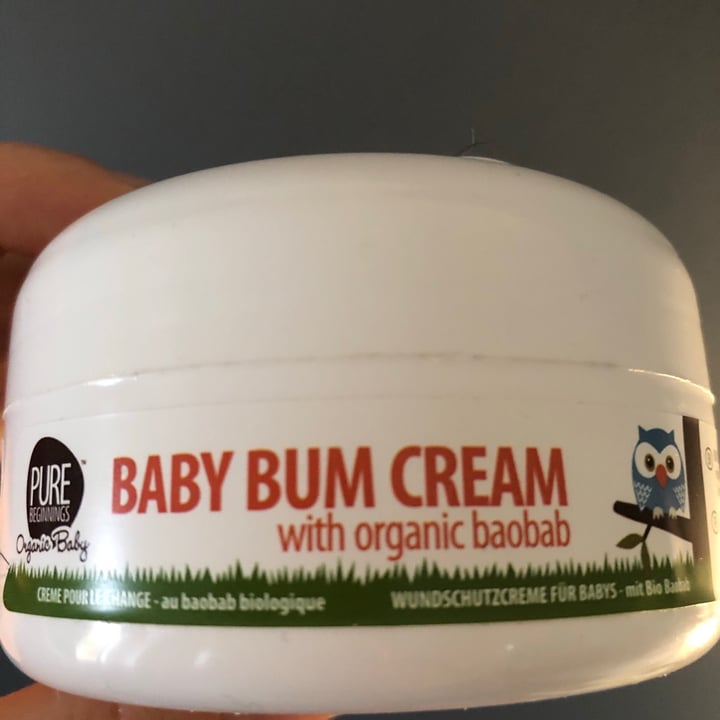 PURE
BEGINNINGS
™
Organic Baby
BABY BUM CREAM
with organic baobab
CREME POUR LE CHANGE - au baobab biologique
WUNDSCHUTZCREME FÜR BABYS - mit Bio Baobab